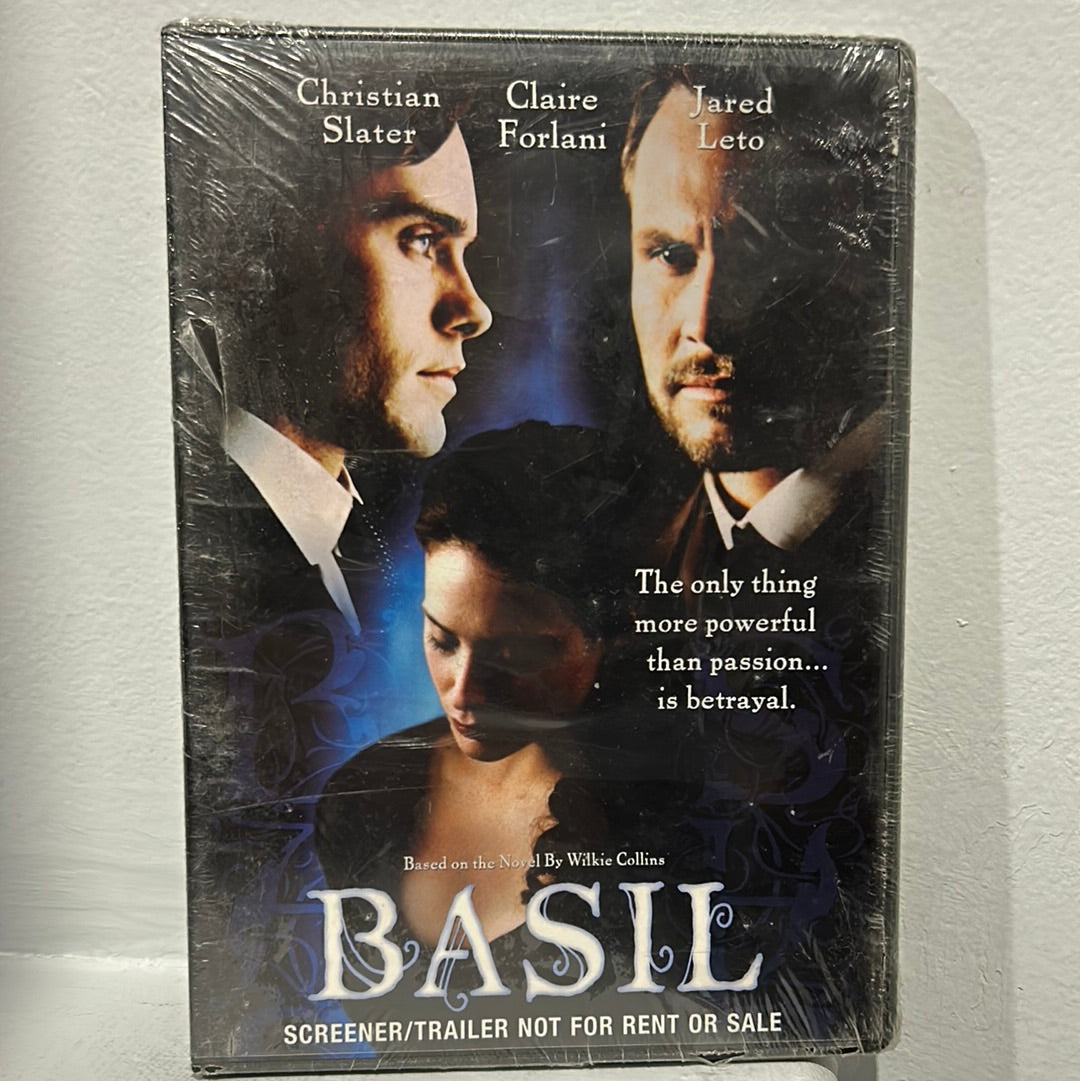 Christian Slater
Claire Forlani
Jared Leto
The only thing
more powerful
than passion...
is betrayal.
Based on the Novel By Wilkie Collins
BASIL
SCREENER/TRAILER NOT FOR RENT OR SALE